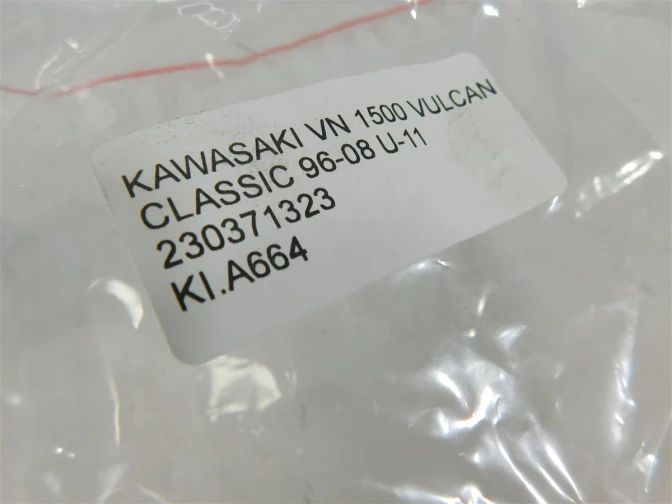 KAWASAKI VN 1500 VULCAN
CLASSIC 96-08 U-11
230371323
KI.A664